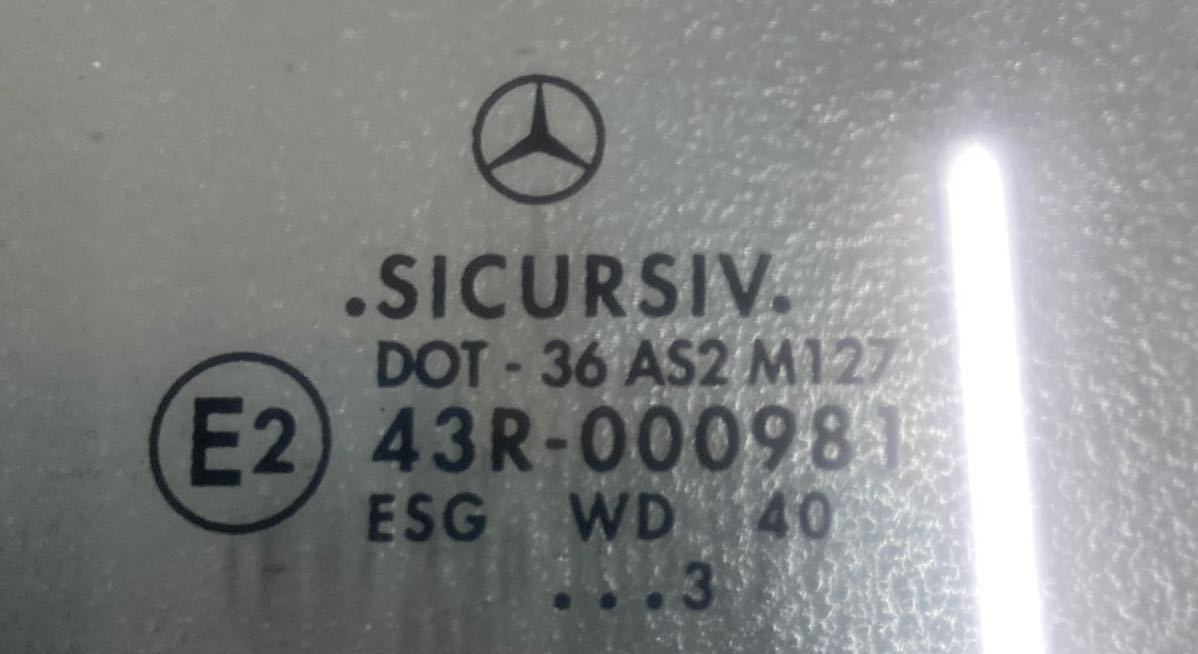 .SICURSIV.
DOT - 36 AS2 M127
E2
43R-000981
ESG WD 40
...3